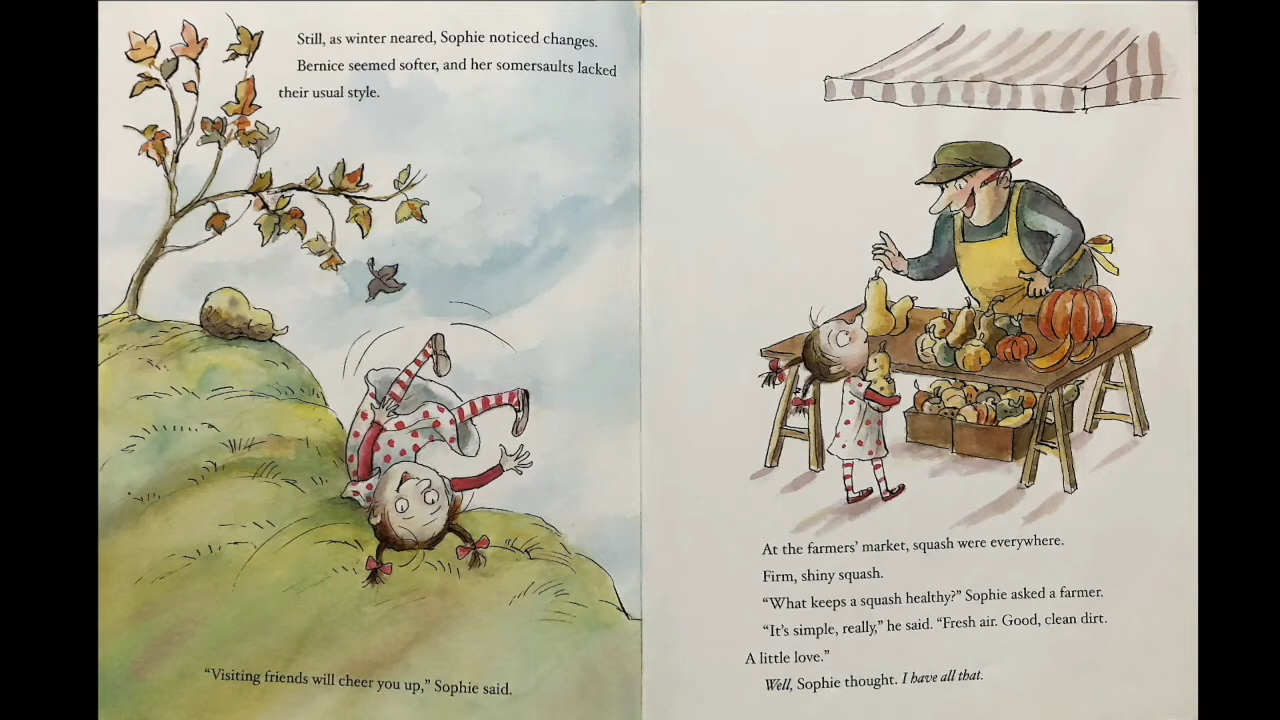 Still, as winter neared, Sophie noticed changes.
Bernice seemed softer, and her somersaults lacked
their usual style.
“Visiting friends will cheer you up,” Sophie said.
At the farmers’ market, squash were everywhere.
Firm, shiny squash.
“What keeps a squash healthy?” Sophie asked a farmer.
“It’s simple, really,” he said. “Fresh air. Good, clean dirt.
A little love.”
Well, Sophie thought. I have all that.